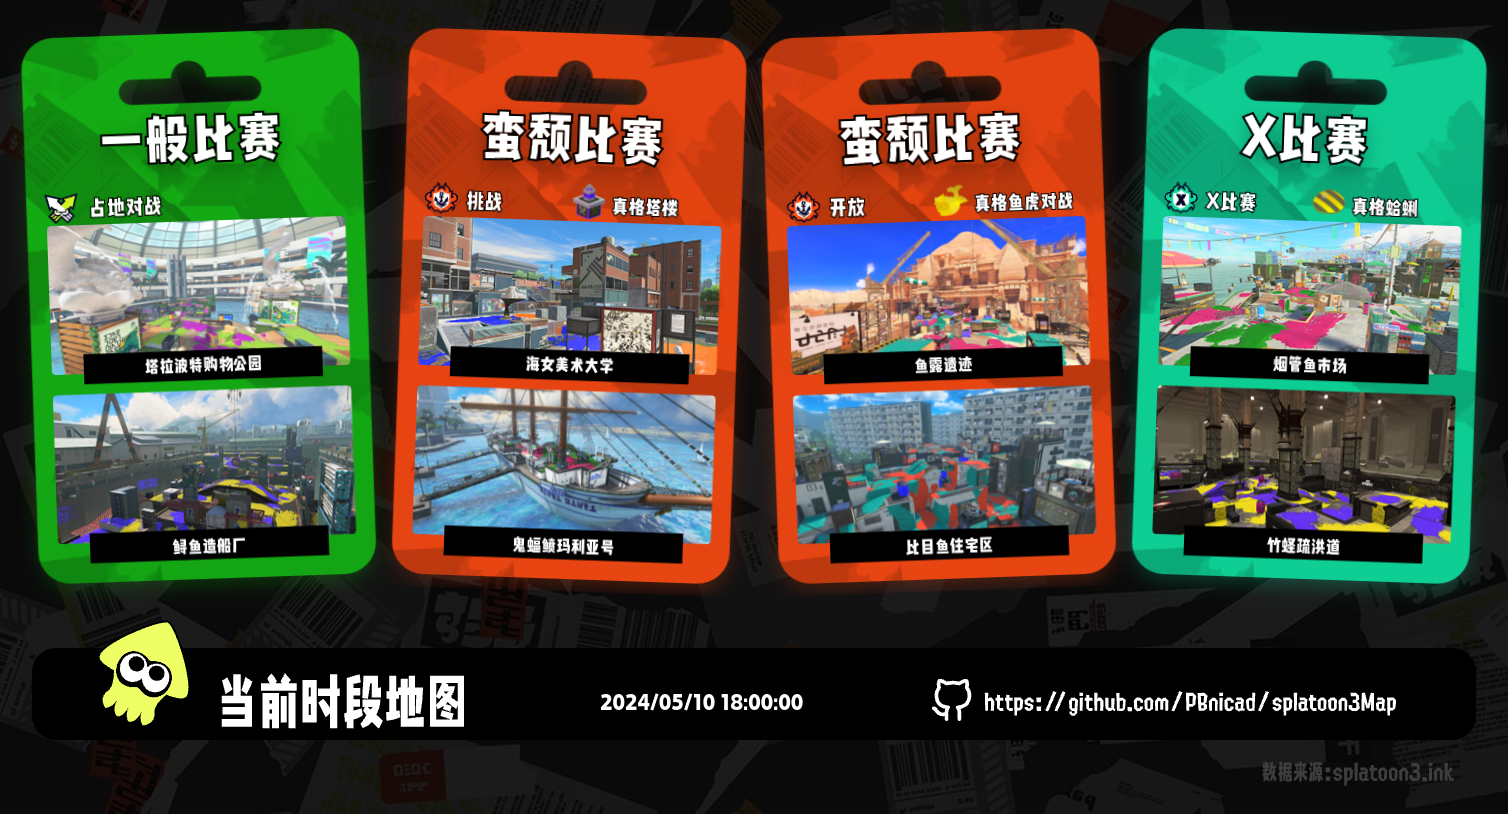 一般比赛
占地对战
塔拉波特购物公园
鲟鱼造船厂
蛮颓比赛
挑战
真格塔楼
海女美术大学
鬼蝠鲼玛利亚号
蛮颓比赛
开放
真格鱼虎对战
鱼露遗迹
比目鱼住宅区
X比赛
X比赛
真格蛤蜊
烟管鱼市场
竹蛏疏洪道
当前时段地图
2024/05/10 18:00:00
https://github.com/PBnicad/splatoon3Map
数据来源:splatoon3.ink